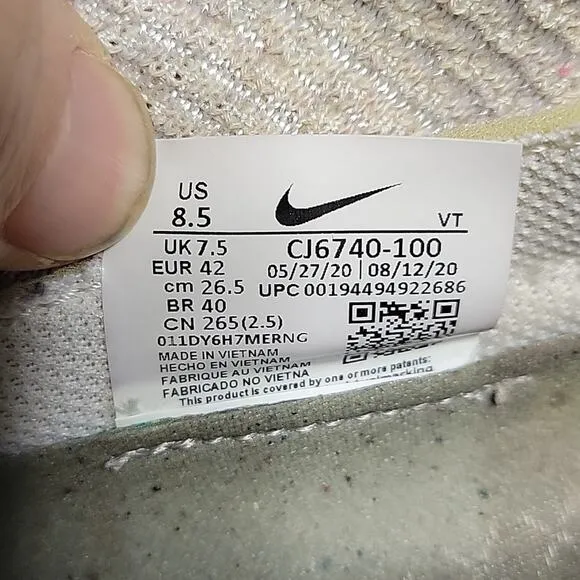 US
8.5 VT
UK 7.5 CJ6740-100
EUR 42 05/27/20 | 08/12/20
cm 26.5 UPC 00194494922686
BR 40
CN 265(2.5)
011DY6H7MERNG
MADE IN VIETNAM
HECHO EN VIETNAM
FABRIQUE AU VIETNAM
FABRICADO NO VIETNA
This product is covered by one or more patents: